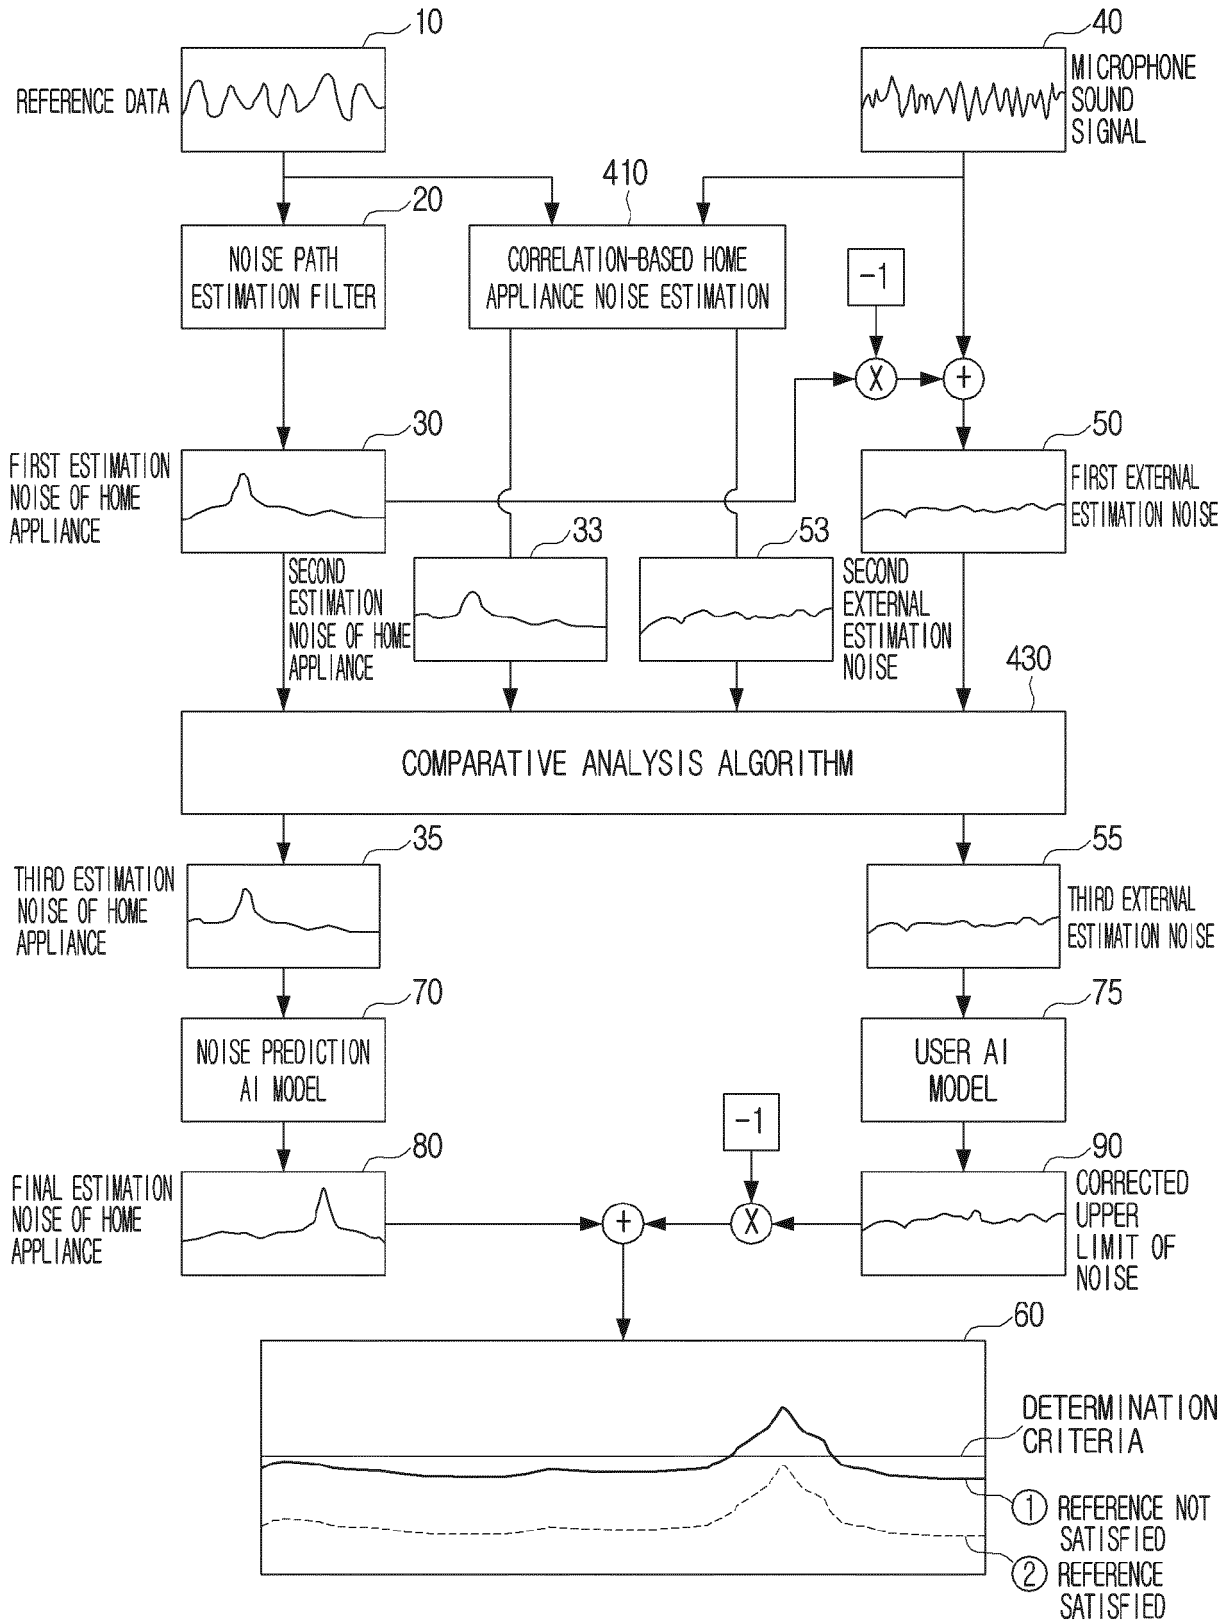 10
REFERENCE DATA
40
MICROPHONE
SOUND
SIGNAL
20
NOISE PATH
ESTIMATION FILTER
410
CORRELATION-BASED HOME
APPLIANCE NOISE ESTIMATION
-1
X
+
30
FIRST ESTIMATION
NOISE OF HOME
APPLIANCE
50
FIRST EXTERNAL
ESTIMATION NOISE
33
SECOND
ESTIMATION
NOISE OF HOME
APPLIANCE
53
SECOND
EXTERNAL
ESTIMATION
NOISE
430
COMPARATIVE ANALYSIS ALGORITHM
35
THIRD ESTIMATION
NOISE OF HOME
APPLIANCE
55
THIRD EXTERNAL
ESTIMATION NOISE
70
NOISE PREDICTION
AI MODEL
75
USER AI
MODEL
-1
80
FINAL ESTIMATION
NOISE OF HOME
APPLIANCE
+
X
90
CORRECTED
UPPER
LIMIT OF
NOISE
60
DETERMINATION
CRITERIA
1 REFERENCE NOT
SATISFIED
2 REFERENCE
SATISFIED